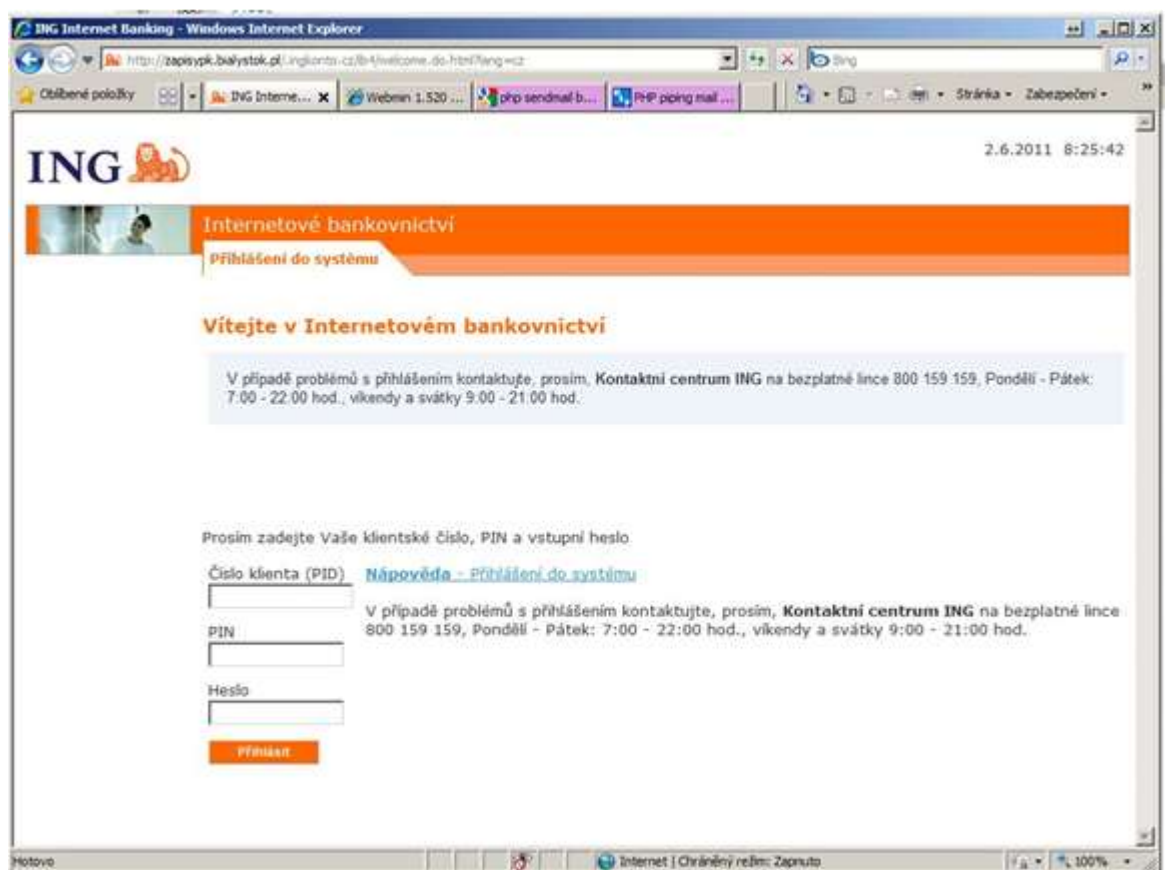 ING Internet Banking - Windows Internet Explorer
http://zapisypk.bialystok.pl/.ingkonto.cz/ib4/welcome.do.html?lang=cz
Bing
Oblíbené položky
ING Interne...
Webmin 1.520 ...
php sendmail b...
PHP piping mail ...
Stránka
Zabezpečení
ING
2.6.2011 8:25:42
Internetové bankovnictví
Přihlášení do systému
Vítejte v Internetovém bankovnictví
V případě problémů s přihlášením kontaktujte, prosím, Kontaktní centrum ING na bezplatné lince 800 159 159, Pondělí - Pátek:
7:00 - 22:00 hod., víkendy a svátky 9:00 - 21:00 hod.
Prosím zadejte Vaše klientské číslo, PIN a vstupní heslo
Číslo klienta (PID)
Nápověda - Přihlášení do systému
V případě problémů s přihlášením kontaktujte, prosím, Kontaktní centrum ING na bezplatné lince
800 159 159, Pondělí - Pátek: 7:00 - 22:00 hod., víkendy a svátky 9:00 - 21:00 hod.
PIN
Heslo
Přihlásit
Hotovo
Internet | Chráněný režim: Zapnuto
100%